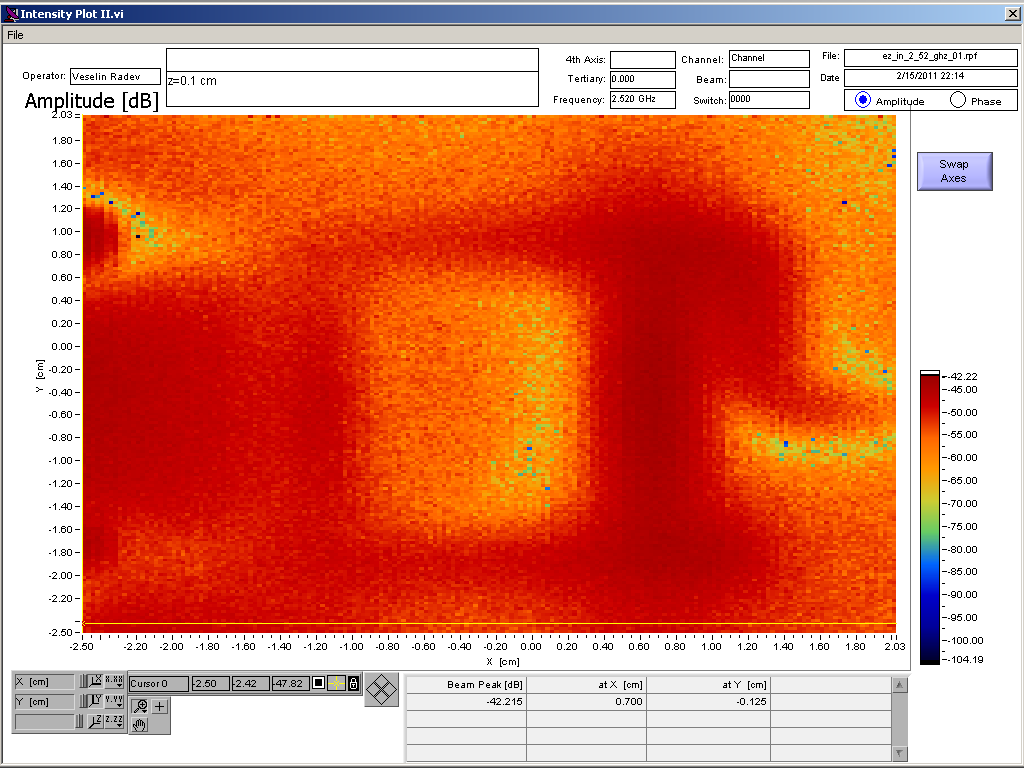 Intensity Plot II.vi
File
Operator: Veselin Radev
z=0.1 cm
4th Axis:
Tertiary: 0.000
Frequency: 2.520 GHz
Channel: Channel
Beam:
Switch: 0000
File: ez_in_2_52_ghz_01.rpf
Date 2/15/2011 22:14
Amplitude Phase
Amplitude [dB]
Swap
Axes
2.03
1.80
1.60
1.40
1.20
1.00
0.80
0.60
0.40
0.20
0.00
-0.20
-0.40
-0.60
-0.80
-1.00
-1.20
-1.40
-1.60
-1.80
-2.00
-2.20
-2.50
Y [cm]
-2.50 -2.20 -2.00 -1.80 -1.60 -1.40 -1.20 -1.00 -0.80 -0.60 -0.40 -0.20 0.00 0.20 0.40 0.60 0.80 1.00 1.20 1.40 1.60 1.80 2.03
X [cm]
-42.22
-45.00
-50.00
-55.00
-60.00
-65.00
-70.00
-75.00
-80.00
-85.00
-90.00
-95.00
-100.00
-104.19
X [cm] X X.XX
Y [cm] Y Y.YY
Z Z.ZZ
Cursor 0 -2.50 -2.42 -47.82
Beam Peak [dB] at X [cm] at Y [cm]
-42.215 0.700 -0.125